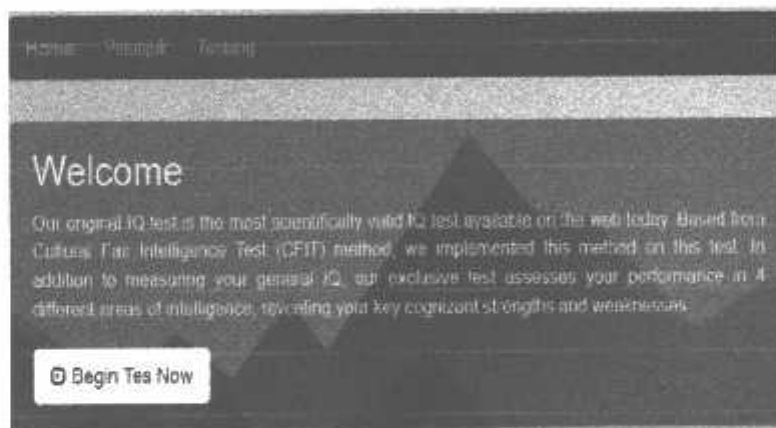 Home Petunjuk Tentang
Welcome
Our original IQ test is the most scientifically valid IQ test available on the web today. Based from
Culture Fair Intelligence Test (CFIT) method, we implemented this method on this test. In
addition to measuring your general IQ, our exclusive test assesses your performance in 4
different areas of intelligence, revealing your key cognizant strengths and weaknesses.
Begin Tes Now